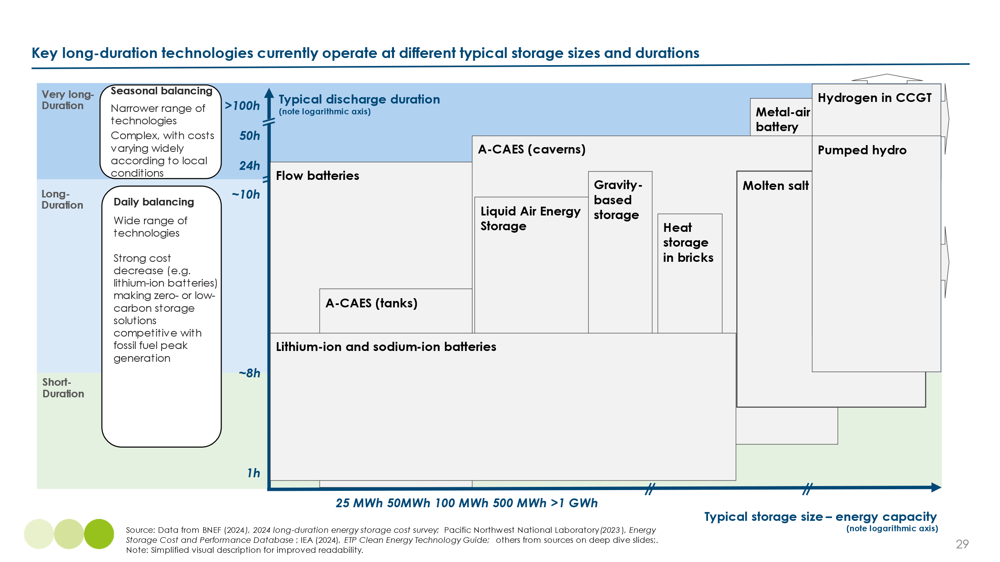 Key long-duration technologies currently operate at different typical storage sizes and durations
Very long-
Duration
Seasonal balancing
Narrower range of
technologies
Complex, with costs
varying widely
according to local
conditions
Long-
Duration
Daily balancing
Wide range of
technologies
Strong cost
decrease (e.g.
lithium-ion batteries)
making zero- or low-
carbon storage
solutions
competitive with
fossil fuel peak
generation
Short-
Duration
>100h
50h
24h
~10h
~8h
1h
Typical discharge duration
(note logarithmic axis)
Hydrogen in CCGT
Metal-air
battery
A-CAES (caverns)
Pumped hydro
Flow batteries
Gravity-
based
storage
Molten salt
Liquid Air Energy
Storage
Heat
storage
in bricks
A-CAES (tanks)
Lithium-ion and sodium-ion batteries
25 MWh 50MWh 100 MWh 500 MWh >1 GWh
Typical storage size – energy capacity
(note logarithmic axis)
Source: Data from BNEF (2024), 2024 long-duration energy storage cost survey; Pacific Northwest National Laboratory(2023), Energy
Storage Cost and Performance Database ; IEA (2024), ETP Clean Energy Technology Guide; others from sources on deep dive slides;.
Note: Simplified visual description for improved readability.
29